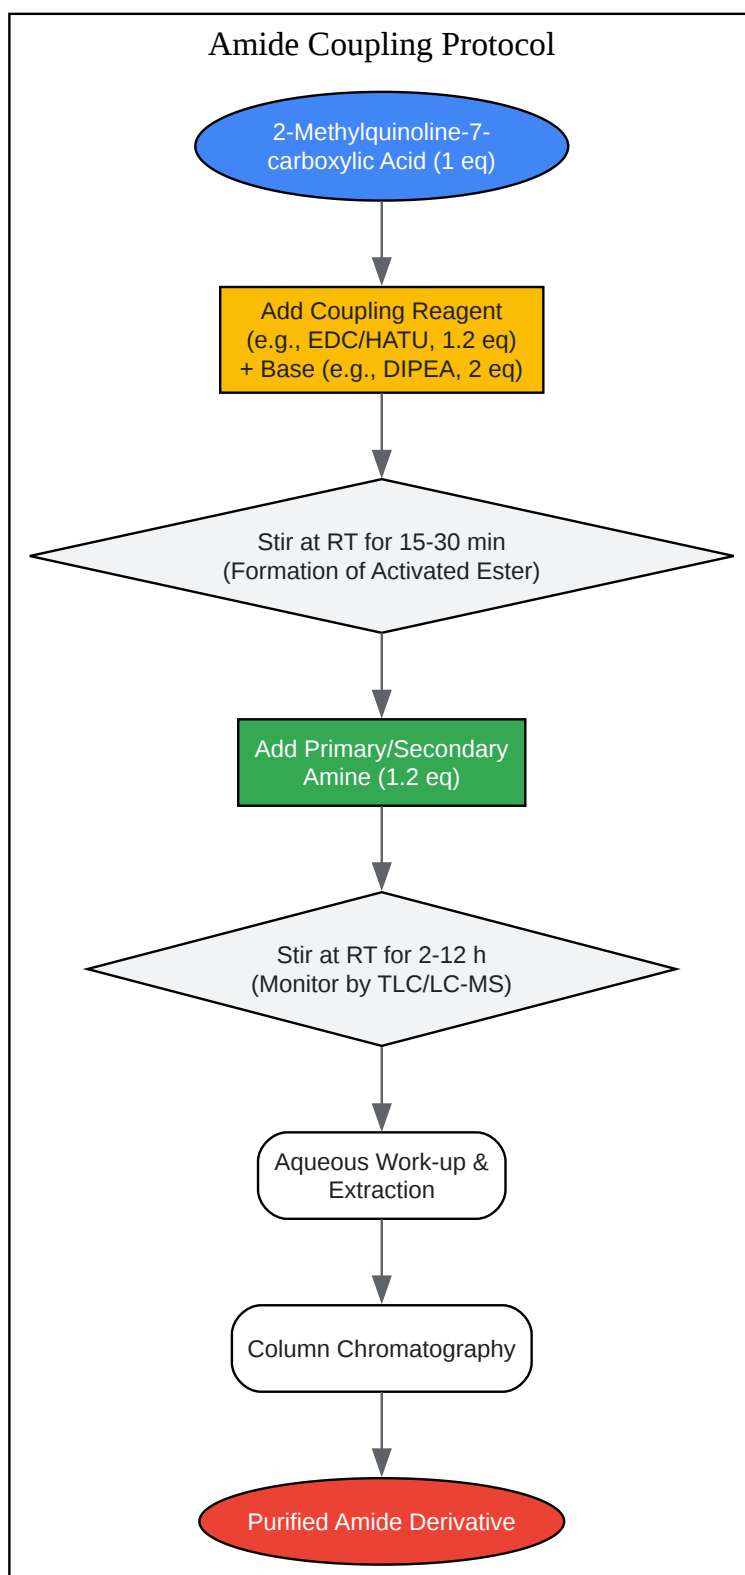 Amide Coupling Protocol
2-Methylquinoline-7-
carboxylic Acid (1 eq)
Add Coupling Reagent
(e.g., EDC/HATU, 1.2 eq)
+ Base (e.g., DIPEA, 2 eq)
Stir at RT for 15-30 min
(Formation of Activated Ester)
Add Primary/Secondary
Amine (1.2 eq)
Stir at RT for 2-12 h
(Monitor by TLC/LC-MS)
Aqueous Work-up &
Extraction
Column Chromatography
Purified Amide Derivative